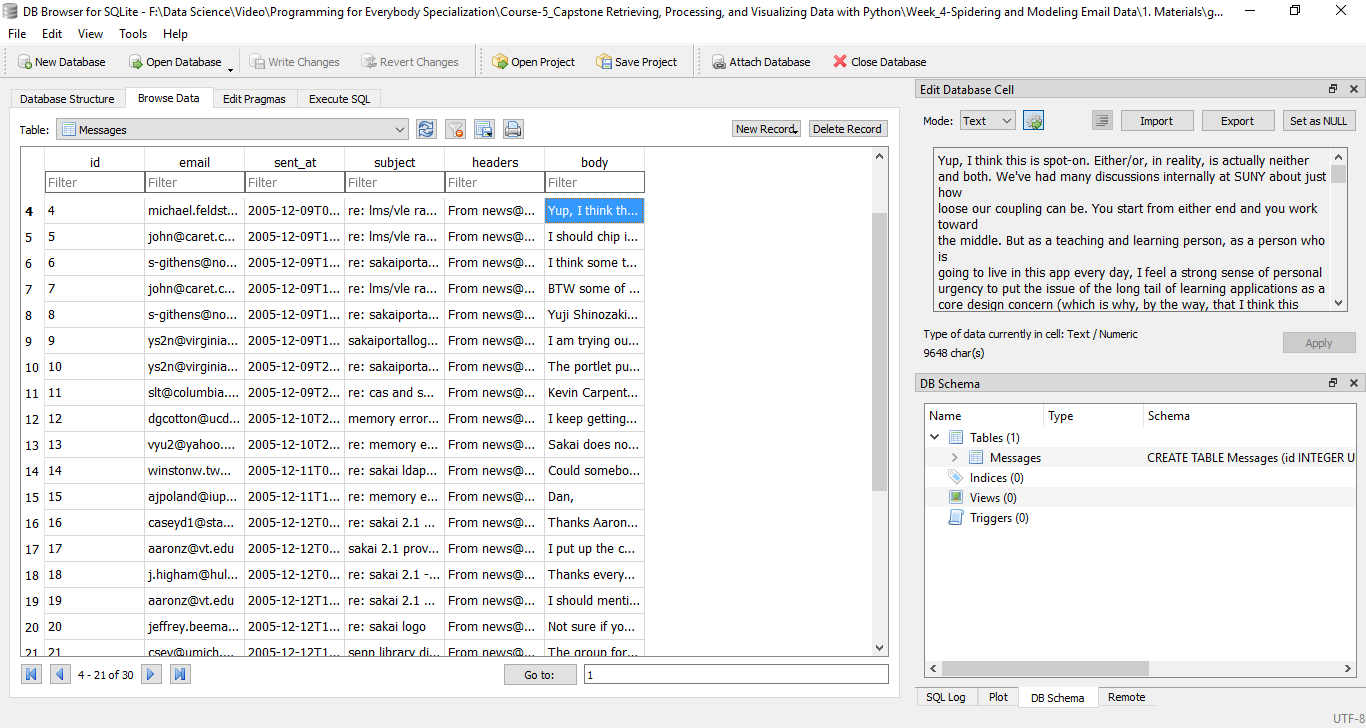 DB Browser for SQLite - F:\Data Science\Video\Programming for Everybody Specialization\Course-5_Capstone Retrieving, Processing, and Visualizing Data with Python\Week_4-Spidering and Modeling Email Data\1. Materials\g...
File Edit View Tools Help
New Database Open Database Write Changes Revert Changes Open Project Save Project Attach Database Close Database
Database Structure Browse Data Edit Pragmas Execute SQL
Table: Messages New Record Delete Record
id email sent_at subject headers body
Filter Filter Filter Filter Filter Filter
4 4 michael.feldst... 2005-12-09T0... re: lms/vle ra... From news@... Yup, I think th...
5 5 john@caret.c... 2005-12-09T1... re: lms/vle ra... From news@... I should chip i...
6 6 s-githens@no... 2005-12-09T1... re: sakaiporta... From news@... I think some t...
7 7 john@caret.c... 2005-12-09T1... re: lms/vle ra... From news@... BTW some of ...
8 8 s-githens@no... 2005-12-09T1... re: sakaiporta... From news@... Yuji Shinozaki...
9 9 ys2n@virginia... 2005-12-09T1... sakaiportallog... From news@... I am trying ou...
10 10 ys2n@virginia... 2005-12-09T2... re: sakaiporta... From news@... The portlet pu...
11 11 slt@columbia.... 2005-12-09T2... re: cas and s... From news@... Kevin Carpent...
12 12 dgcotton@ucd... 2005-12-10T2... memory error... From news@... I keep getting...
13 13 vyu2@yahoo.... 2005-12-10T2... re: memory e... From news@... Sakai does no...
14 14 winstonw.tw... 2005-12-11T0... re: sakai ldap... From news@... Could somebo...
15 15 ajpoland@iup... 2005-12-11T1... re: memory e... From news@... Dan,
16 16 caseyd1@sta... 2005-12-12T0... re: sakai 2.1 ... From news@... Thanks Aaron...
17 17 aaronz@vt.edu 2005-12-12T0... sakai 2.1 prov... From news@... I put up the c...
18 18 j.higham@hul... 2005-12-12T0... re: sakai 2.1 -... From news@... Thanks every...
19 19 aaronz@vt.edu 2005-12-12T1... re: sakai 2.1 ... From news@... I should menti...
20 20 jeffrey.beema... 2005-12-12T1... re: sakai logo From news@... Not sure if yo...
21 21 csev@umich.... 2005-12-12T1... sepp library di... From news@... The group for...
4 - 21 of 30 Go to: 1
Edit Database Cell
Mode: Text Import Export Set as NULL
Yup, I think this is spot-on. Either/or, in reality, is actually neither
and both. We've had many discussions internally at SUNY about just
how
loose our coupling can be. You start from either end and you work
toward
the middle. But as a teaching and learning person, as a person who
is
going to live in this app every day, I feel a strong sense of personal
urgency to put the issue of the long tail of learning applications as a
core design concern (which is why, by the way, that I think this
Type of data currently in cell: Text / Numeric
9648 char(s)
Apply
DB Schema
Name Type Schema
Tables (1)
Messages CREATE TABLE Messages (id INTEGER U
Indices (0)
Views (0)
Triggers (0)
SQL Log Plot DB Schema Remote
UTF-8